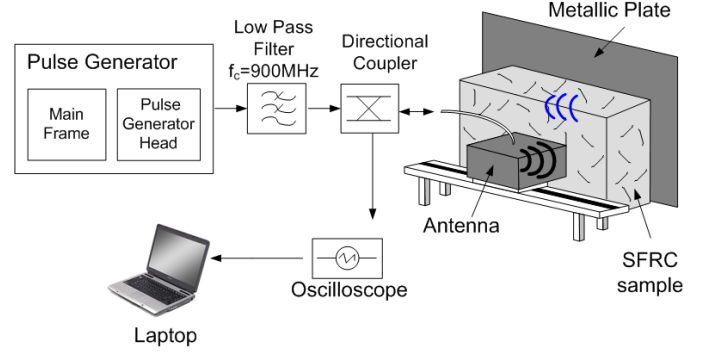 Metallic Plate
Low Pass
Filter
fc=900MHz
Directional
Coupler
Pulse Generator
Main
Frame
Pulse
Generator
Head
Antenna
SFRC
sample
Oscilloscope
Laptop